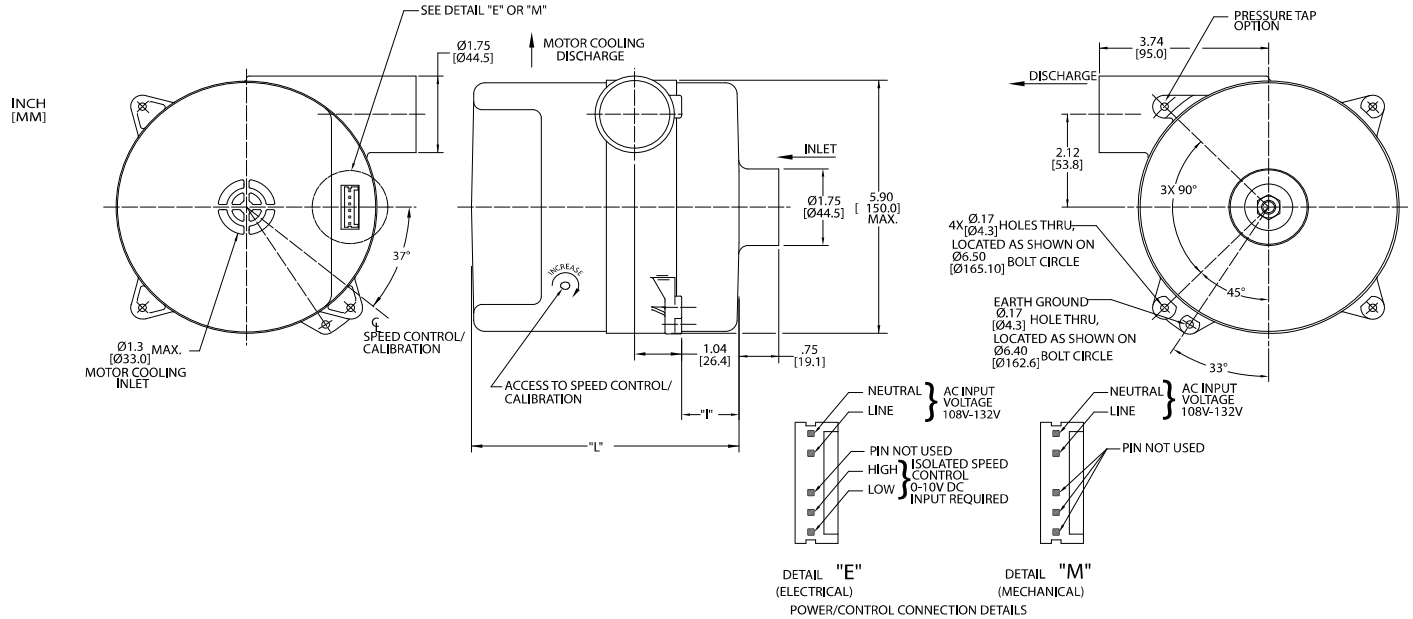 INCH
[MM]
SEE DETAIL "E" OR "M"
Ø1.75
[Ø44.5]
37°
℄
SPEED CONTROL/
CALIBRATION
Ø1.3 MAX.
[Ø33.0]
MOTOR COOLING
INLET
MOTOR COOLING
DISCHARGE
INLET
Ø1.75
[Ø44.5]
5.90
[150.0]
MAX.
INCREASE
ACCESS TO SPEED CONTROL/
CALIBRATION
1.04
[26.4]
.75
[19.1]
"I"
"L"
PRESSURE TAP
OPTION
3.74
[95.0]
DISCHARGE
2.12
[53.8]
3X 90°
4X Ø.17 HOLES THRU,
[Ø4.3]
LOCATED AS SHOWN ON
Ø6.50 BOLT CIRCLE
[Ø165.10]
45°
EARTH GROUND
Ø.17 HOLE THRU,
[Ø4.3]
LOCATED AS SHOWN ON
Ø6.40 BOLT CIRCLE
[Ø162.6]
33°
NEUTRAL
LINE
AC INPUT
VOLTAGE
108V-132V
PIN NOT USED
HIGH
LOW
ISOLATED SPEED
CONTROL
0-10V DC
INPUT REQUIRED
DETAIL "E"
(ELECTRICAL)
NEUTRAL
LINE
AC INPUT
VOLTAGE
108V-132V
PIN NOT USED
DETAIL "M"
(MECHANICAL)
POWER/CONTROL CONNECTION DETAILS